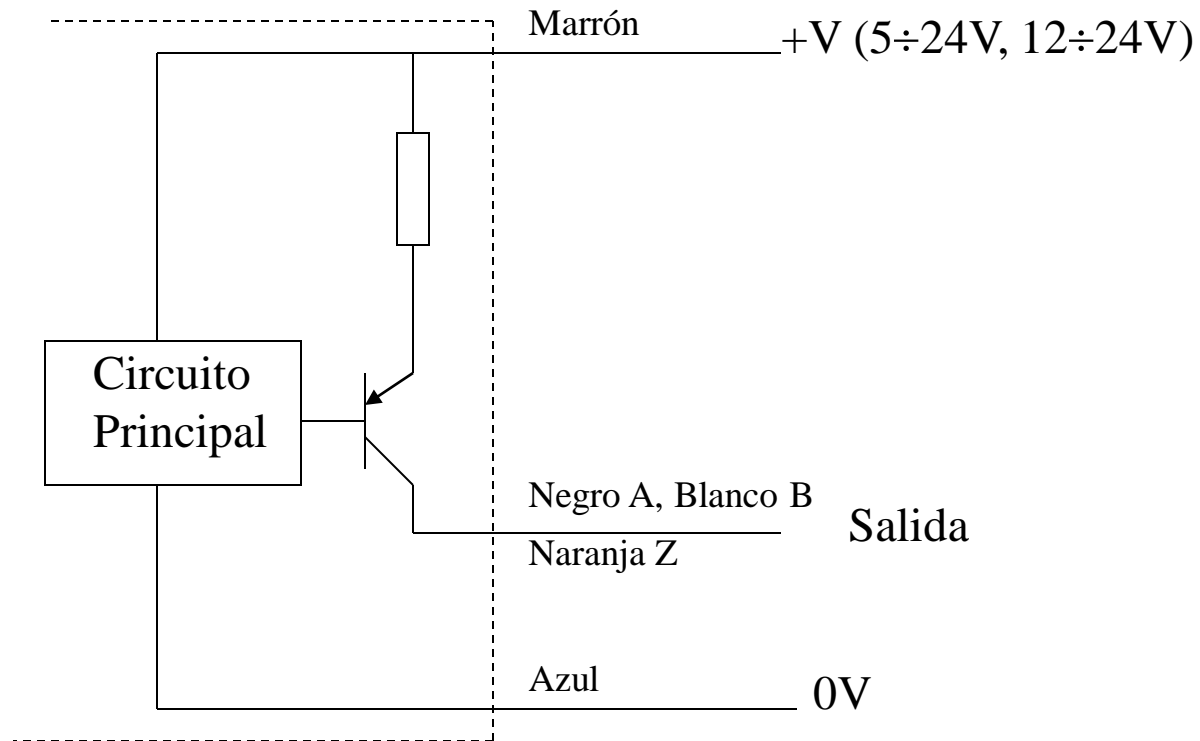 Marrón
+V (5÷24V, 12÷24V)
Circuito
Principal
Negro A, Blanco B
Salida
Naranja Z
Azul
0V